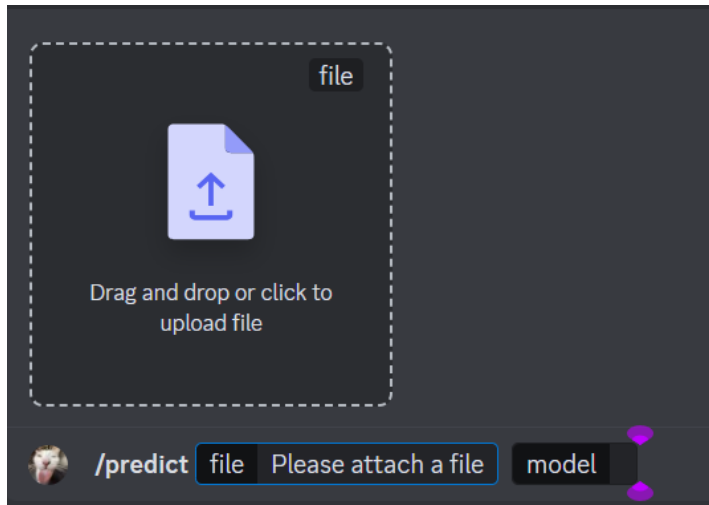 file
Drag and drop or click to
upload file
/predict file Please attach a file model